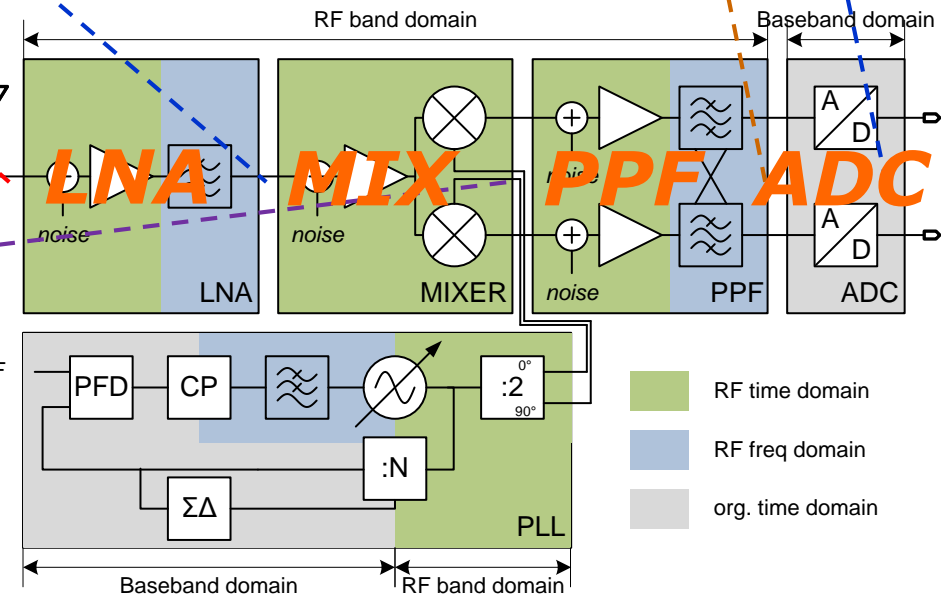 RF band domain
Baseband domain
7
LNA MIX PPF ADC
A
D
noise
noise
noise
noise
A
D
LNA
MIXER
PPF
ADC
F
PFD
CP
:2
0°
90°
:N
ΣΔ
PLL
RF time domain
RF freq domain
org. time domain
Baseband domain
RF band domain